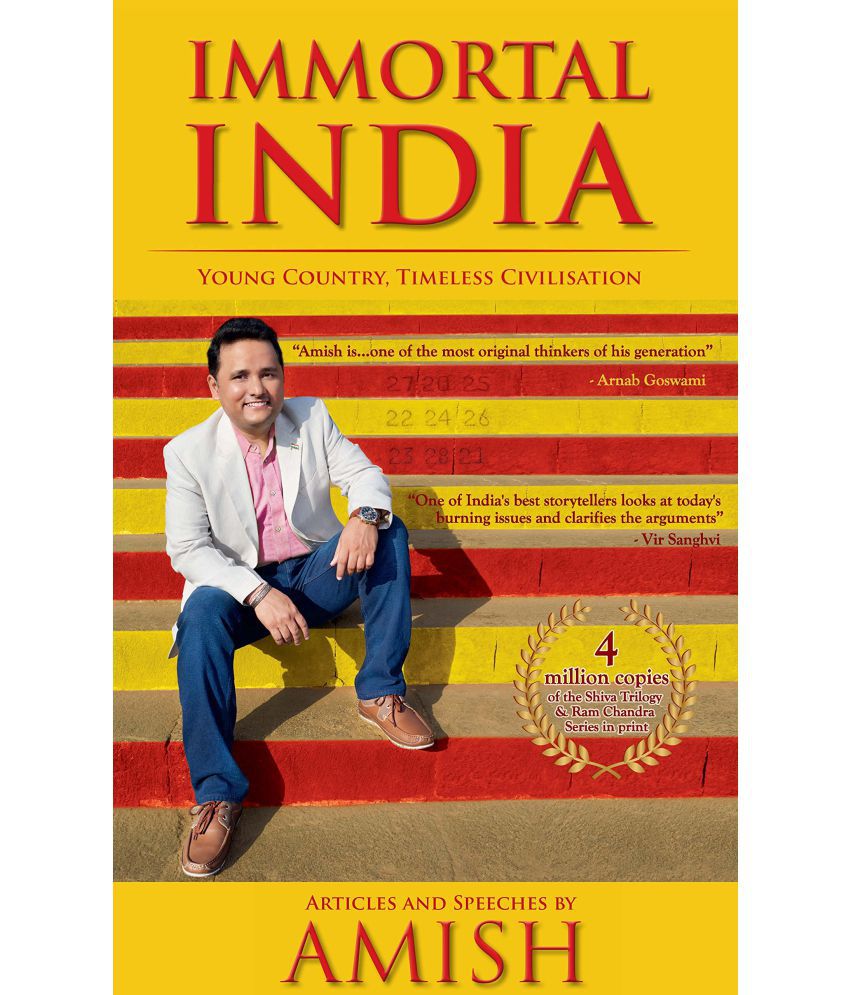 IMMORTAL
INDIA
YOUNG COUNTRY, TIMELESS CIVILISATION
“Amish is...one of the most original thinkers of his generation”
- Arnab Goswami
27 20 25
22 24 26
23 28 21
“One of India's best storytellers looks at today's
burning issues and clarifies the arguments”
- Vir Sanghvi
4
million copies
of the Shiva Trilogy
& Ram Chandra
Series in print
ARTICLES AND SPEECHES BY
AMISH